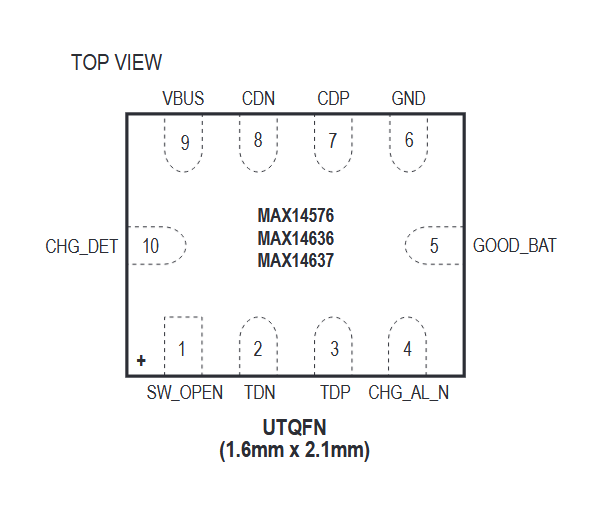 TOP VIEW
VBUS CDN CDP GND
9 8 7 6
MAX14576
MAX14636
MAX14637
CHG_DET 10 5 GOOD_BAT
1 2 3 4
+
SW_OPEN TDN TDP CHG_AL_N
UTQFN
(1.6mm x 2.1mm)